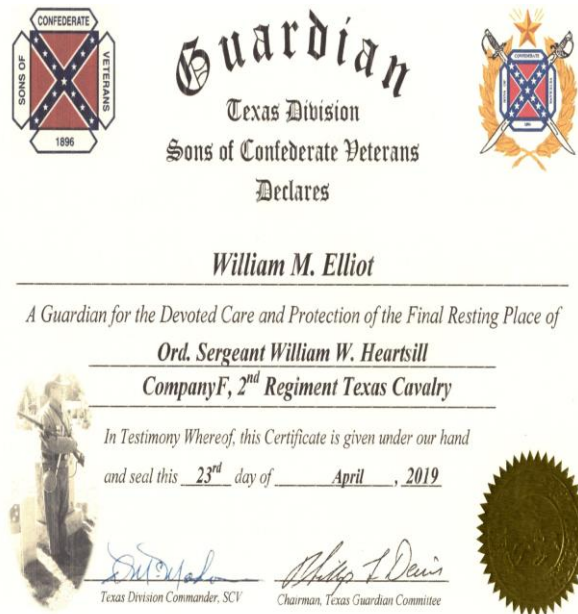 CONFEDERATE
SONS OF
VETERANS
1896
Guardian
Texas Division
Sons of Confederate Veterans
Declares
CONFEDERATE
VETERANS
William M. Elliot
A Guardian for the Devoted Care and Protection of the Final Resting Place of
Ord. Sergeant William W. Heartsill
CompanyF, 2nd Regiment Texas Cavalry
In Testimony Whereof, this Certificate is given under our hand
and seal this 23rd day of April , 2019
Texas Division Commander, SCV
Chairman, Texas Guardian Committee